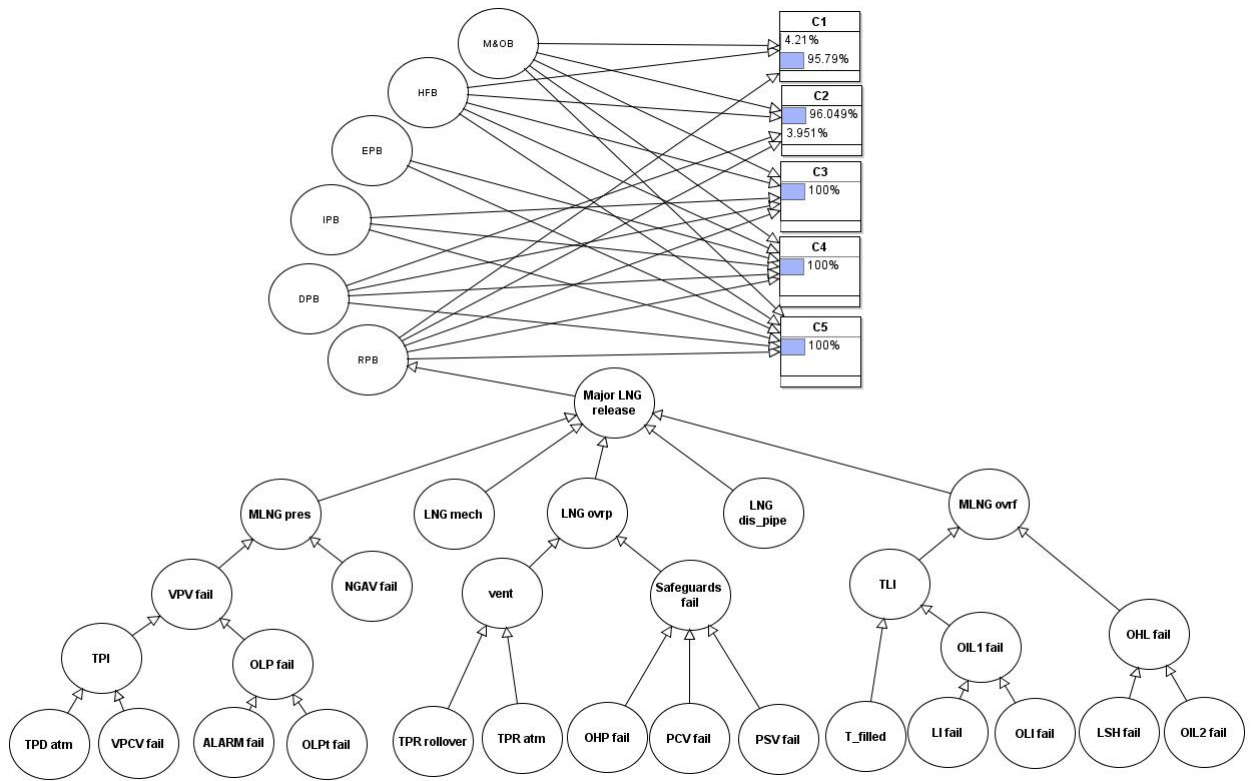 M&OB
C1
4.21%
95.79%
HFB
C2
96.049%
3.951%
EPB
C3
100%
IPB
C4
100%
DPB
C5
100%
RPB
Major LNG
release
MLNG pres
LNG mech
LNG ovrp
LNG
dis_pipe
MLNG ovrf
VPV fail
NGAV fail
vent
Safeguards
fail
TLI
TPI
OLP fail
OIL1 fail
OHL fail
TPD atm
VPCV fail
ALARM fail
OLPt fail
TPR rollover
TPR atm
OHP fail
PCV fail
PSV fail
T_filled
LI fail
OLI fail
LSH fail
OIL2 fail